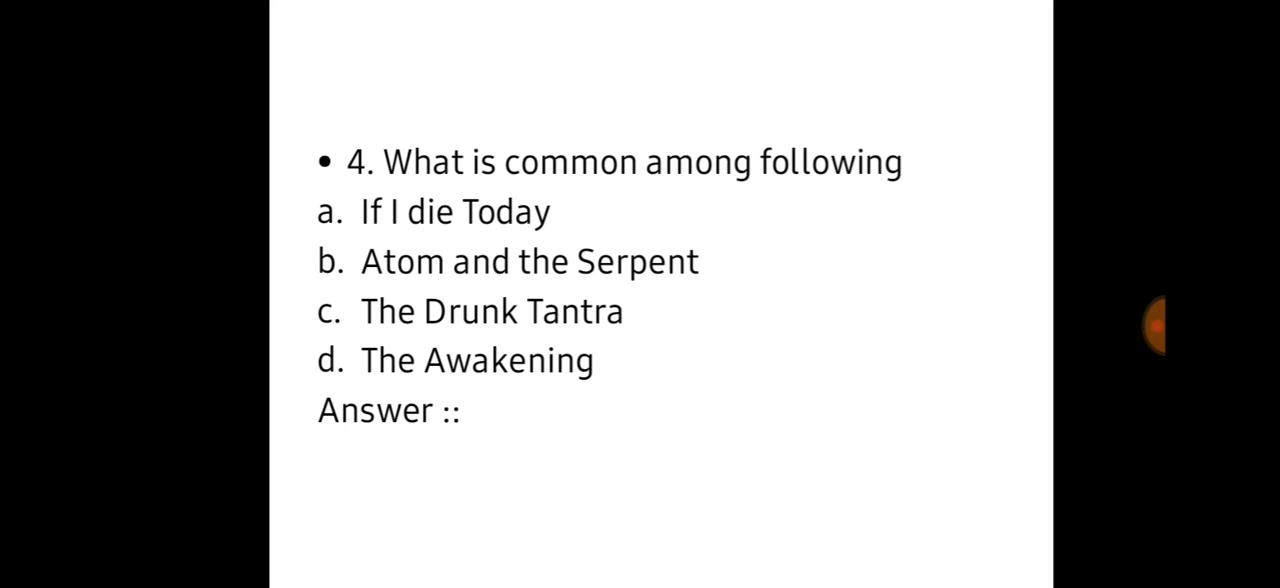 • 4. What is common among following
a. If I die Today
b. Atom and the Serpent
c. The Drunk Tantra
d. The Awakening
Answer ::